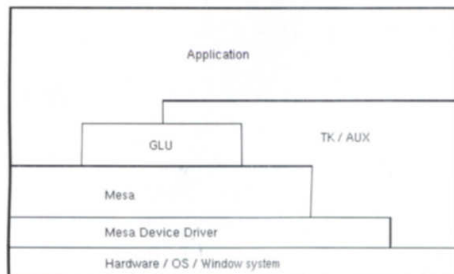 Application
TK / AUX
GLU
Mesa
Mesa Device Driver
Hardware / OS / Window system